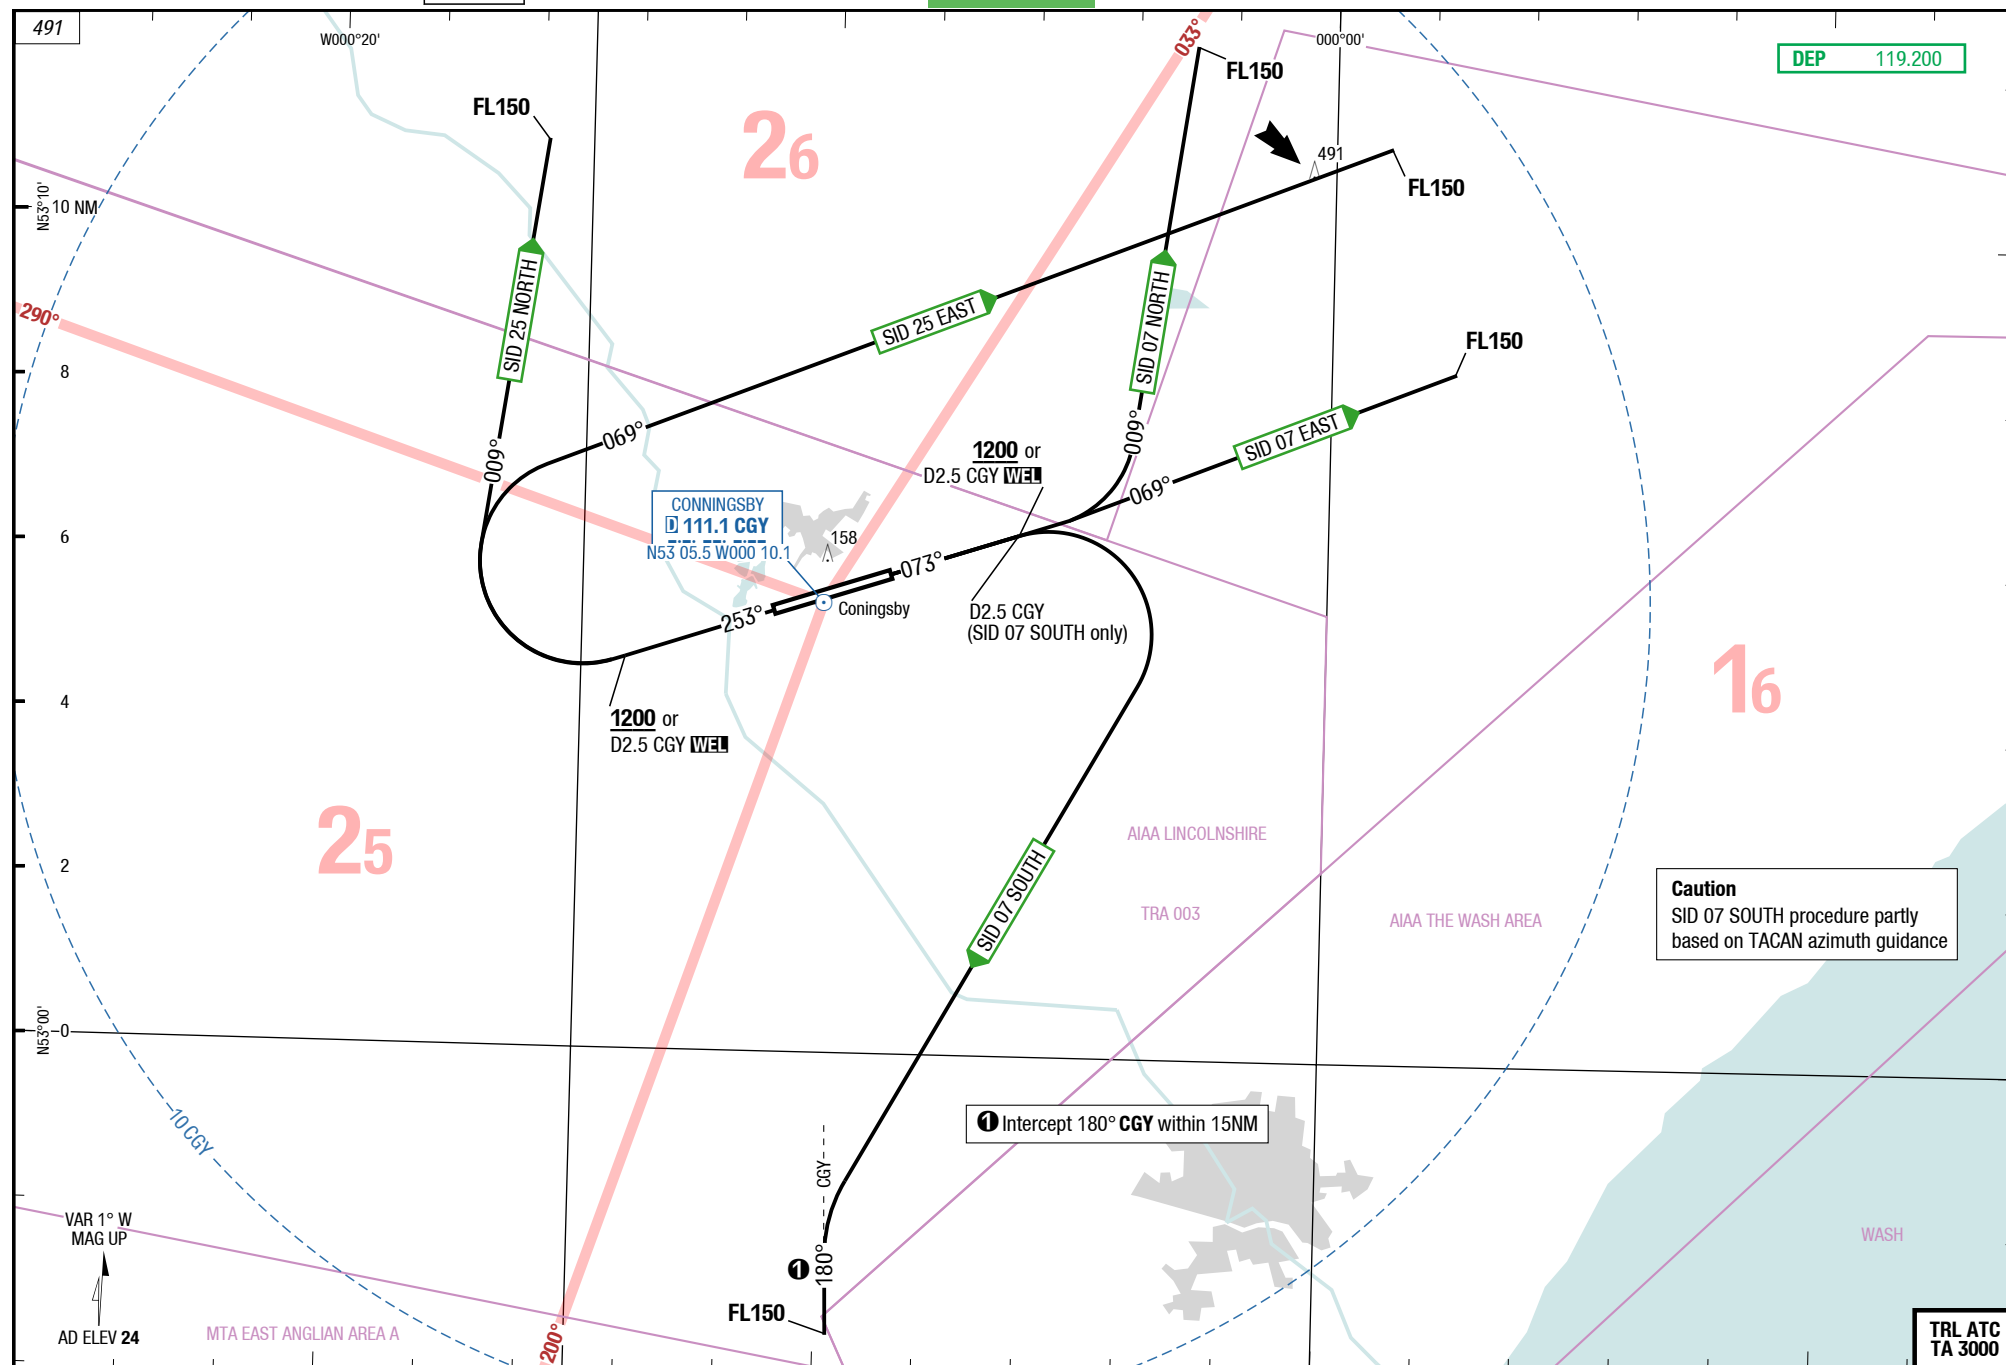 491
W000°20'
033°
000°00'
DEP 119.200
FL150
FL150
26
491
FL150
N53°10'
10 NM
SID 25 NORTH
SID 25 EAST
SID 07 NORTH
290°
FL150
8
009°
069°
009°
SID 07 EAST
1200 or
D2.5 CGY WEL
069°
CONNINGSBY
D 111.1 CGY
N53 05.5 W000 10.1
158
6
073°
Coningsby
253°
D2.5 CGY
(SID 07 SOUTH only)
16
4
1200 or
D2.5 CGY WEL
25
2
AIAA LINCOLNSHIRE
SID 07 SOUTH
TRA 003
AIAA THE WASH AREA
Caution
SID 07 SOUTH procedure partly
based on TACAN azimuth guidance
N53°00'
0
10 CGY
1 Intercept 180° CGY within 15NM
CGY
VAR 1° W
MAG UP
WASH
1
180°
FL150
AD ELEV 24
MTA EAST ANGLIAN AREA A
200°
TRL ATC
TA 3000